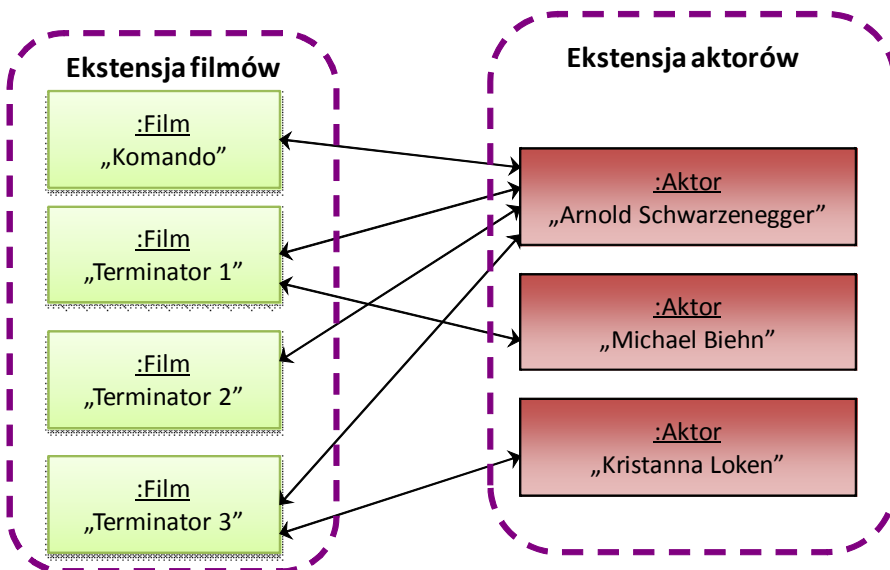 Ekstensja filmów
:Film
„Komando”
:Film
„Terminator 1”
:Film
„Terminator 2”
:Film
„Terminator 3”
Ekstensja aktorów
:Aktor
„Arnold Schwarzenegger”
:Aktor
„Michael Biehn”
:Aktor
„Kristanna Loken”